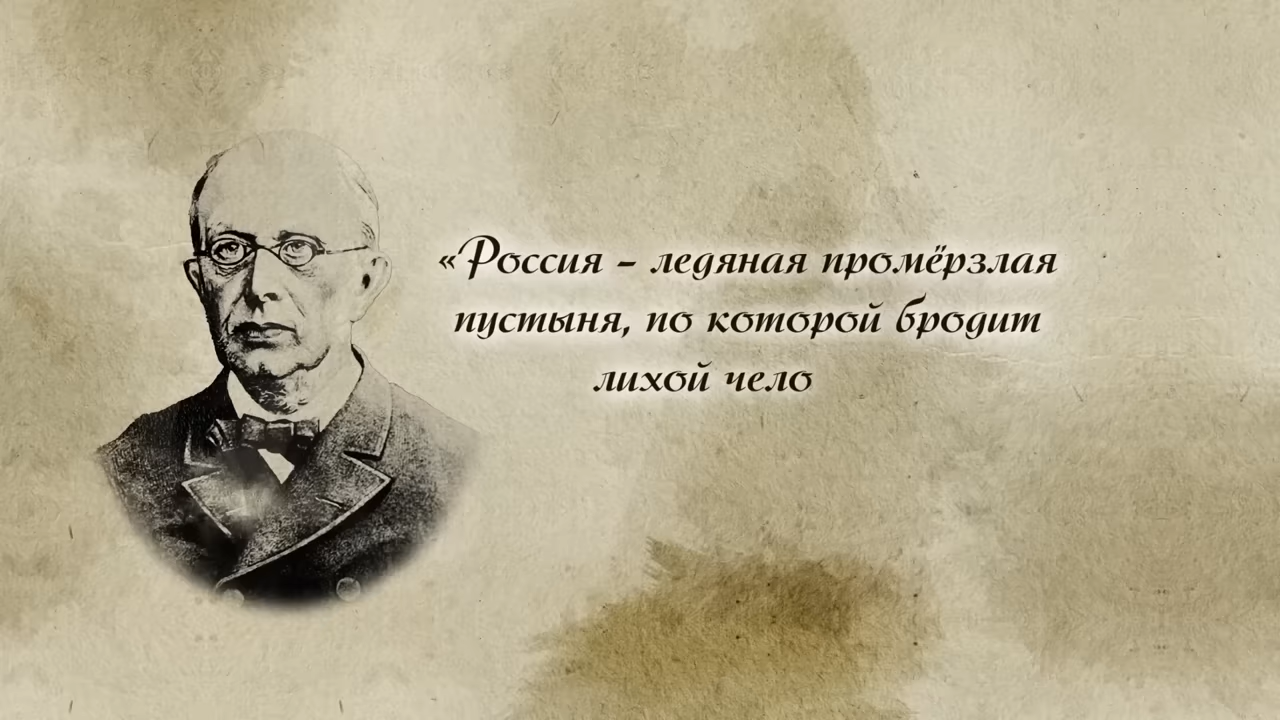 «Россия – ледяная промёрзлая
пустыня, по которой бродит
лихой чело